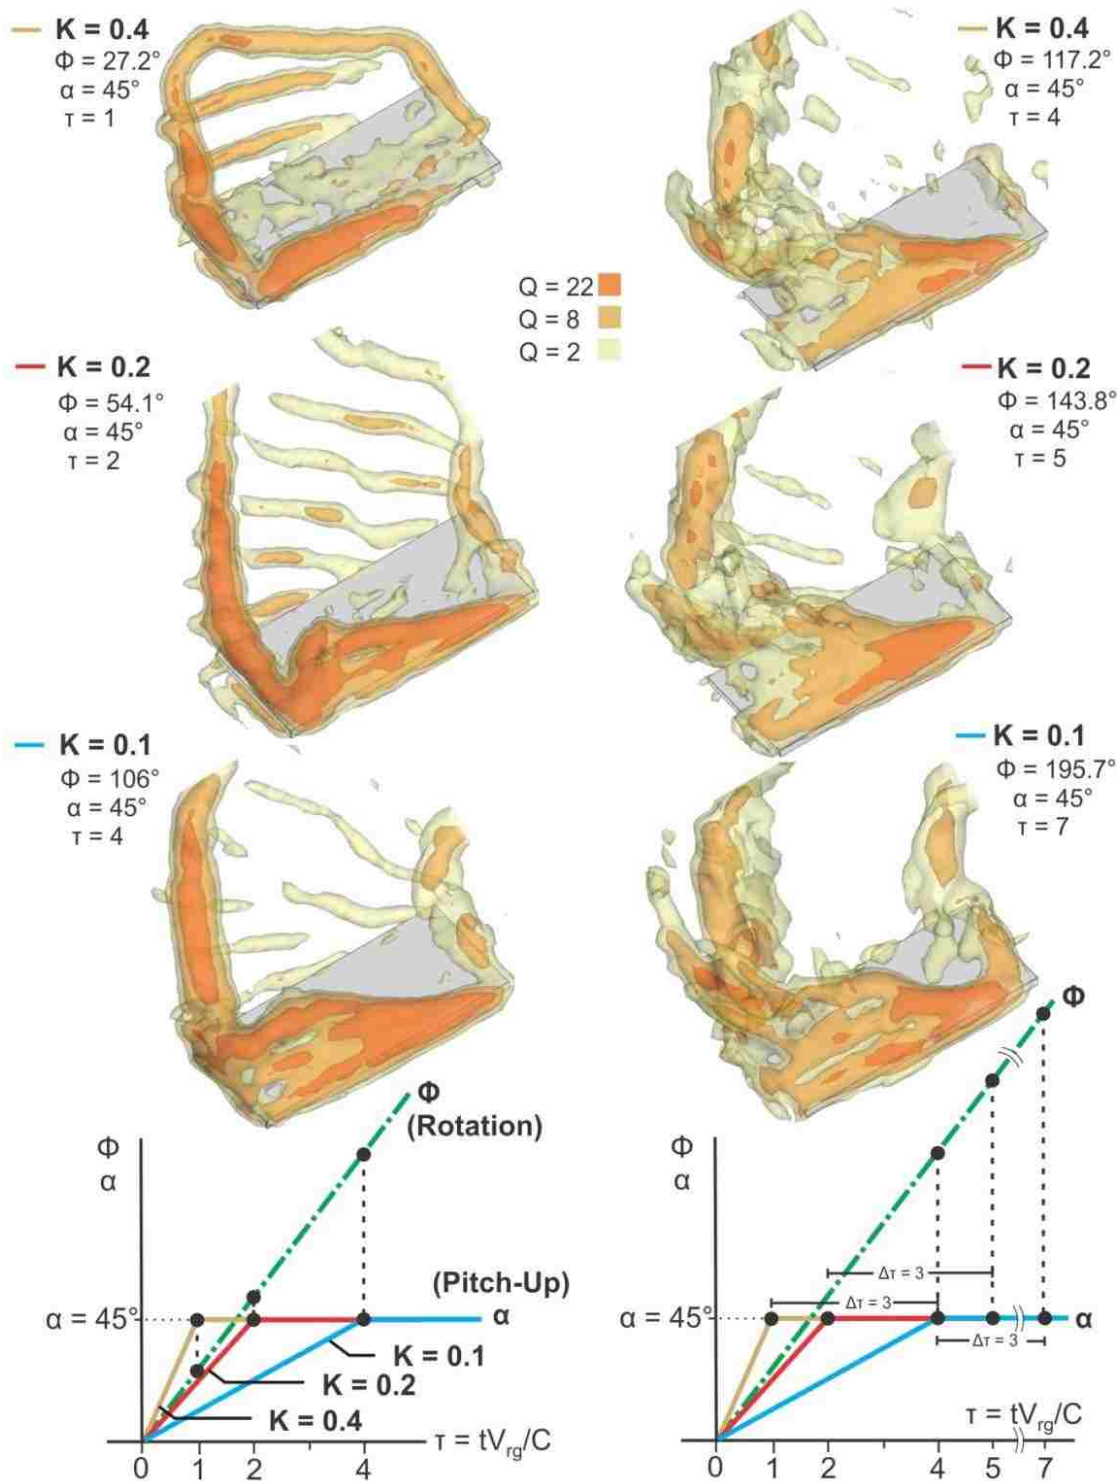 K = 0.4
Φ = 27.2°
α = 45°
τ = 1
K = 0.4
Φ = 117.2°
α = 45°
τ = 4
Q = 22
Q = 8
Q = 2
K = 0.2
Φ = 54.1°
α = 45°
τ = 2
K = 0.2
Φ = 143.8°
α = 45°
τ = 5
K = 0.1
Φ = 106°
α = 45°
τ = 4
K = 0.1
Φ = 195.7°
α = 45°
τ = 7
Φ
(Rotation)
Φ
α
(Pitch-Up)
α = 45°
α
K = 0.1
K = 0.2
K = 0.4
τ = tVrg/C
0 1 2 4
Φ
Φ
α
Δτ = 3
Δτ = 3
α = 45°
α
Δτ = 3
τ = tVrg/C
0 1 2 4 5 7